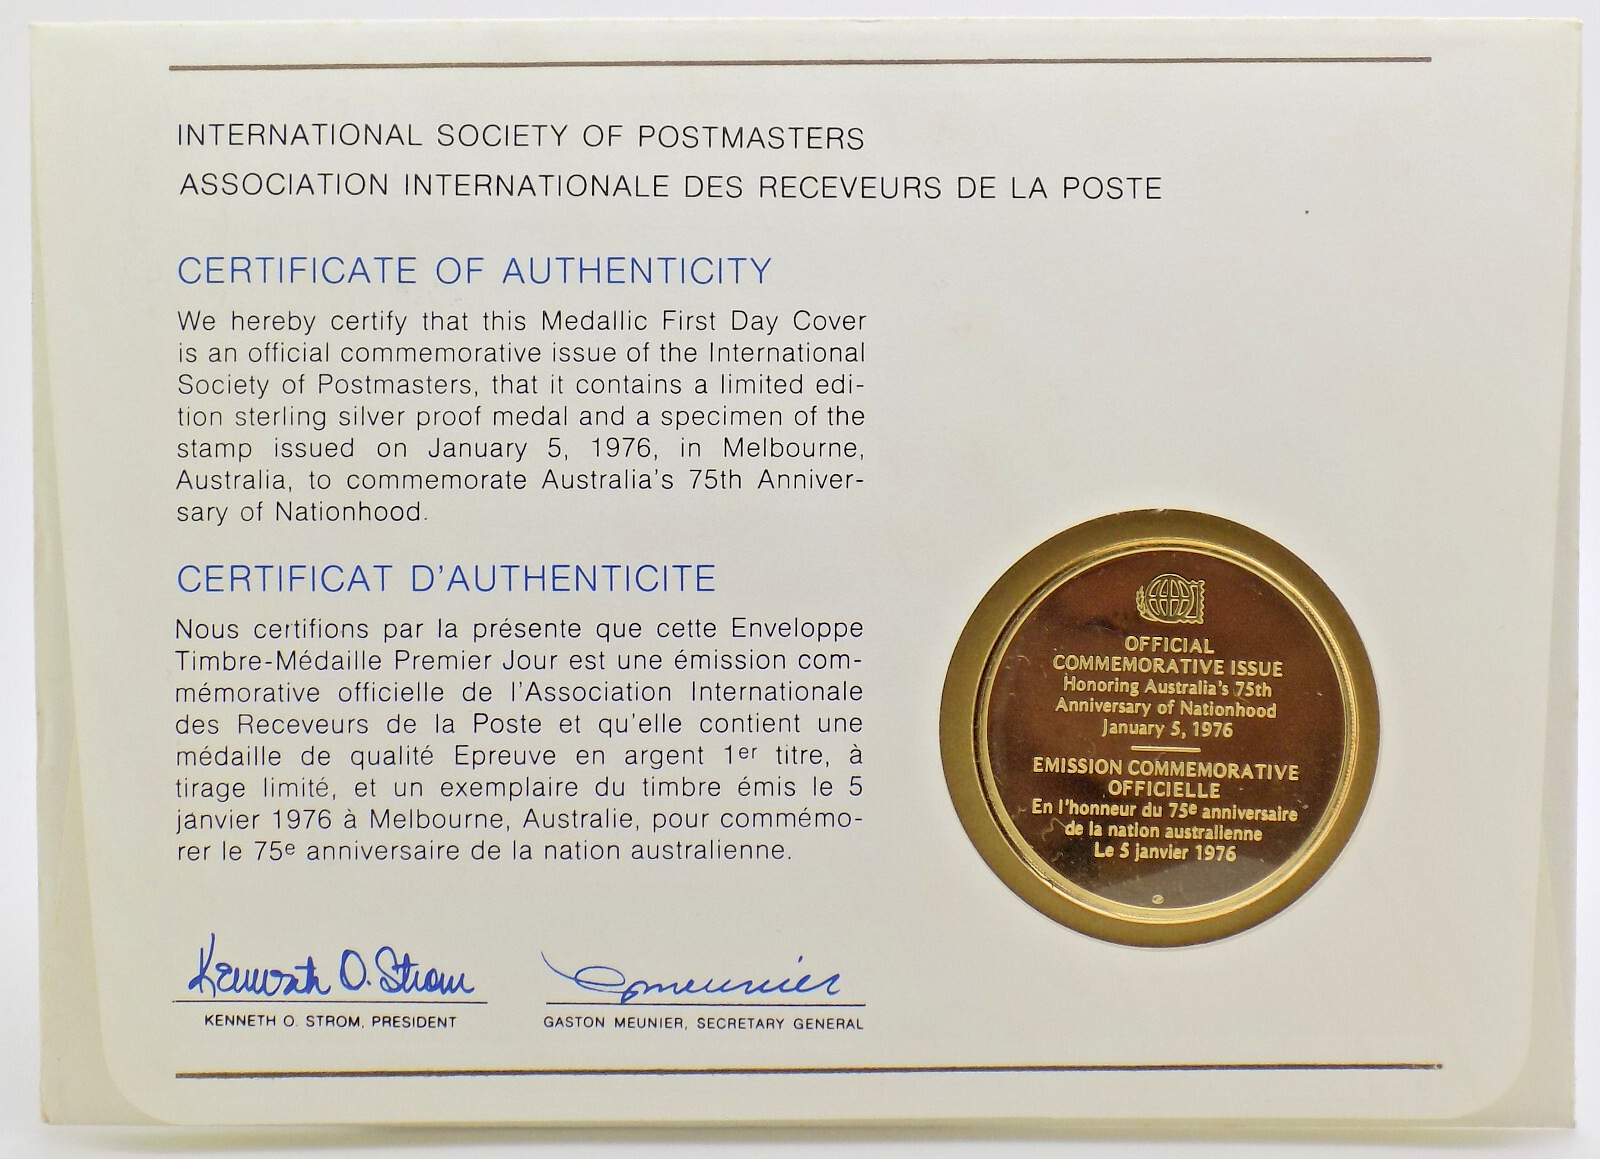 INTERNATIONAL SOCIETY OF POSTMASTERS
ASSOCIATION INTERNATIONALE DES RECEVEURS DE LA POSTE
CERTIFICATE OF AUTHENTICITY
We hereby certify that this Medallic First Day Cover
is an official commemorative issue of the International
Society of Postmasters, that it contains a limited edi-
tion sterling silver proof medal and a specimen of the
stamp issued on January 5, 1976, in Melbourne,
Australia, to commemorate Australia's 75th Anniver-
sary of Nationhood.
CERTIFICAT D'AUTHENTICITE
Nous certifions par la présente que cette Enveloppe
Timbre-Médaille Premier Jour est une émission com-
mémorative officielle de l'Association Internationale
des Receveurs de la Poste et qu'elle contient une
médaille de qualité Epreuve en argent 1er titre, à
tirage limité, et un exemplaire du timbre émis le 5
janvier 1976 à Melbourne, Australie, pour commémo-
rer le 75e anniversaire de la nation australienne.
Kenneth O. Strom
KENNETH O. STROM, PRESIDENT
Gmeunier
GASTON MEUNIER, SECRETARY GENERAL
OFFICIAL
COMMEMORATIVE ISSUE
Honoring Australia's 75th
Anniversary of Nationhood
January 5, 1976
EMISSION COMMEMORATIVE
OFFICIELLE
En l'honneur du 75e anniversaire
de la nation australienne
Le 5 janvier 1976